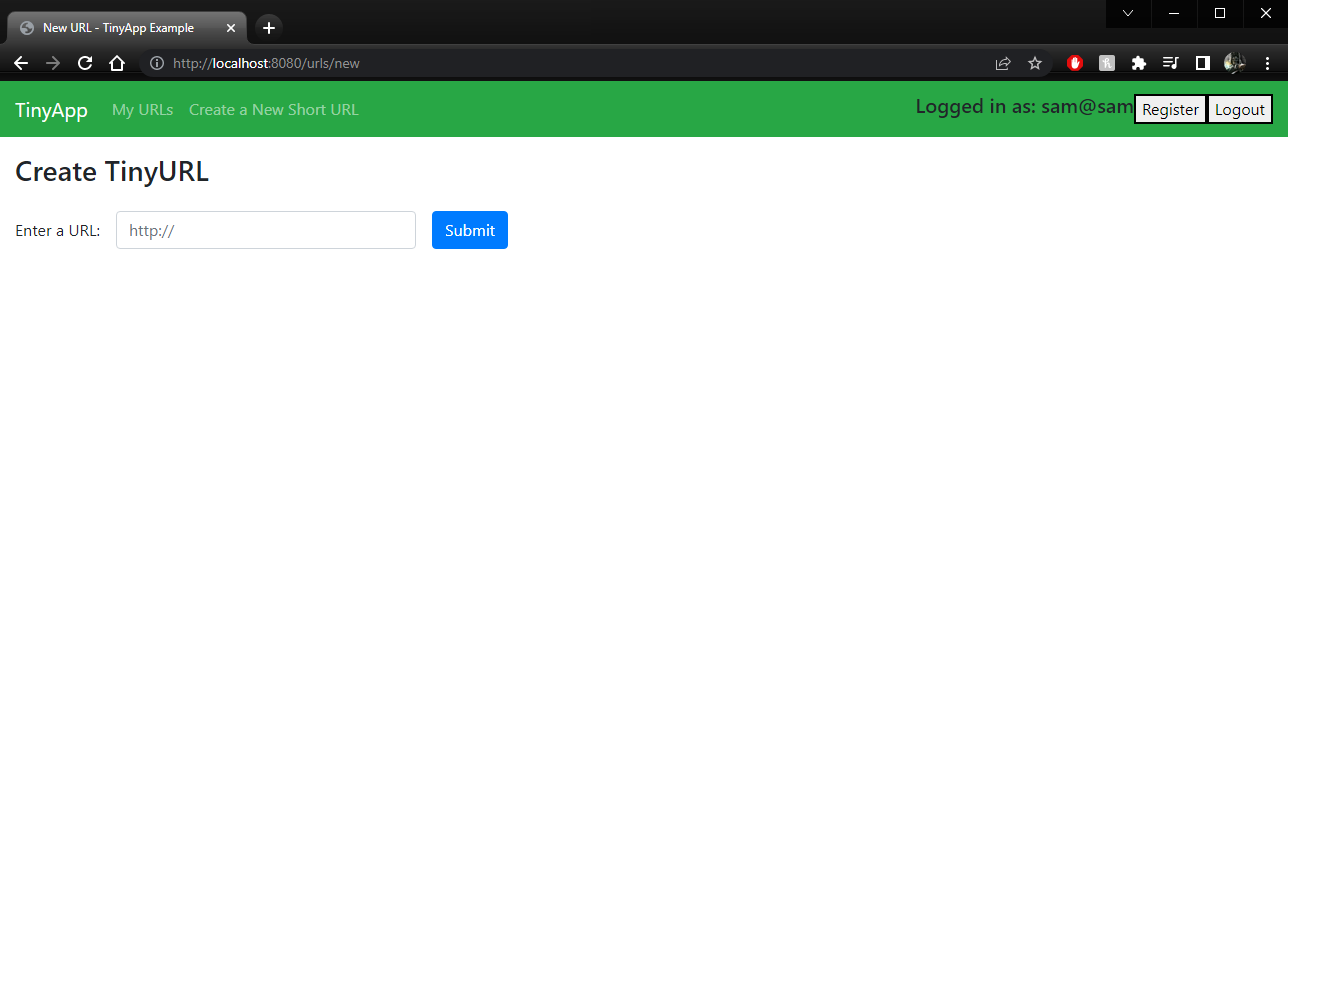 New URL - TinyApp Example
http://localhost:8080/urls/new
TinyApp My URLs Create a New Short URL Logged in as: sam@sam Register Logout
Create TinyURL
Enter a URL: http:// Submit